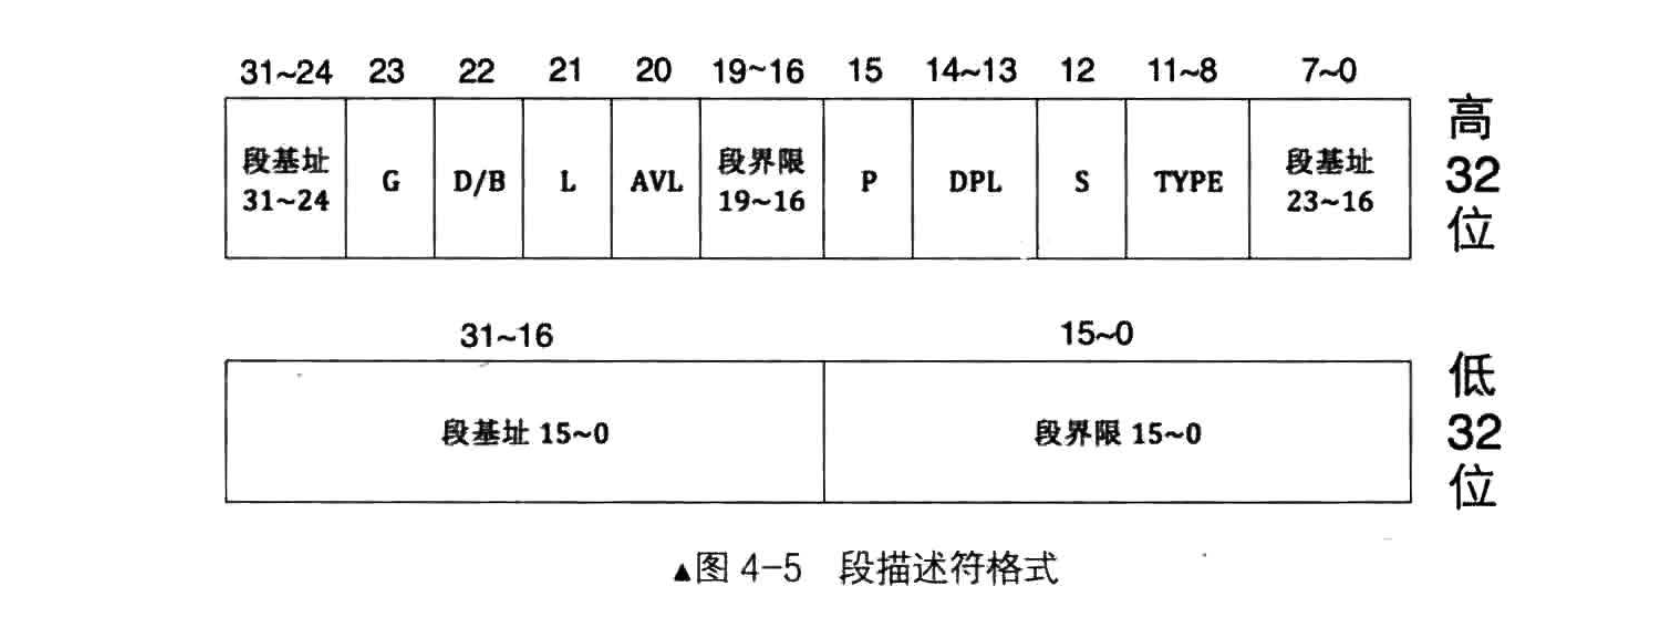 31~24 23 22 21 20 19~16 15 14~13 12 11~8 7~0
段基址 31~24 G D/B L AVL 段界限 19~16 P DPL S TYPE 段基址 23~16
高32位
31~16 15~0
段基址 15~0 段界限 15~0
低32位
▲图 4-5 段描述符格式